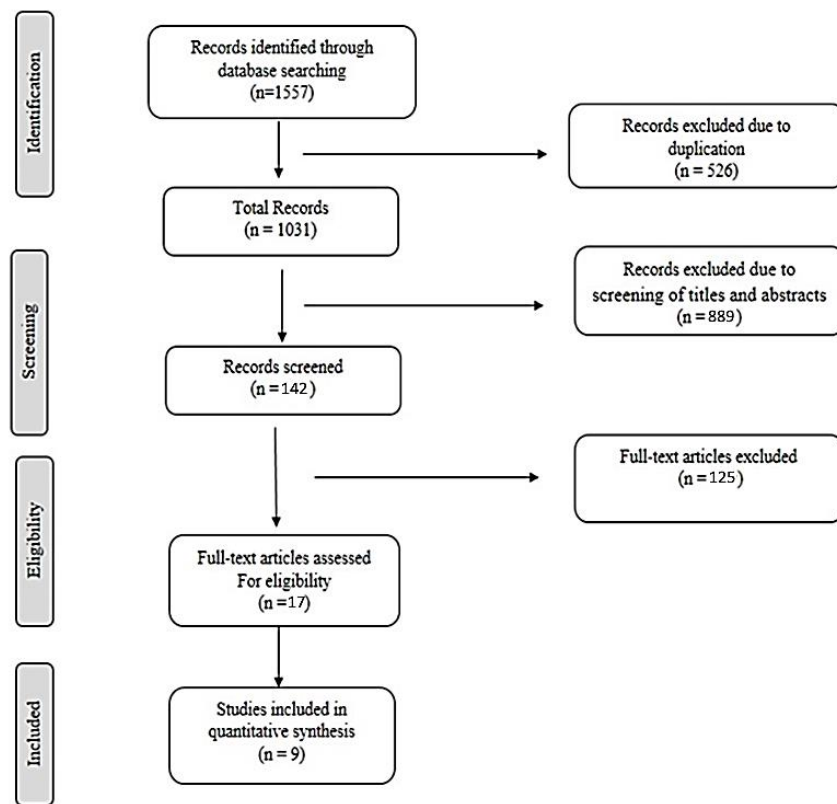 Identification
Records identified through
database searching
(n=1557)
Records excluded due to
duplication
(n = 526)
Total Records
(n = 1031)
Screening
Records excluded due to
screening of titles and abstracts
(n = 889)
Records screened
(n = 142)
Eligibility
Full-text articles excluded
(n = 125)
Full-text articles assessed
For eligibility
(n =17)
Included
Studies included in
quantitative synthesis
(n = 9)